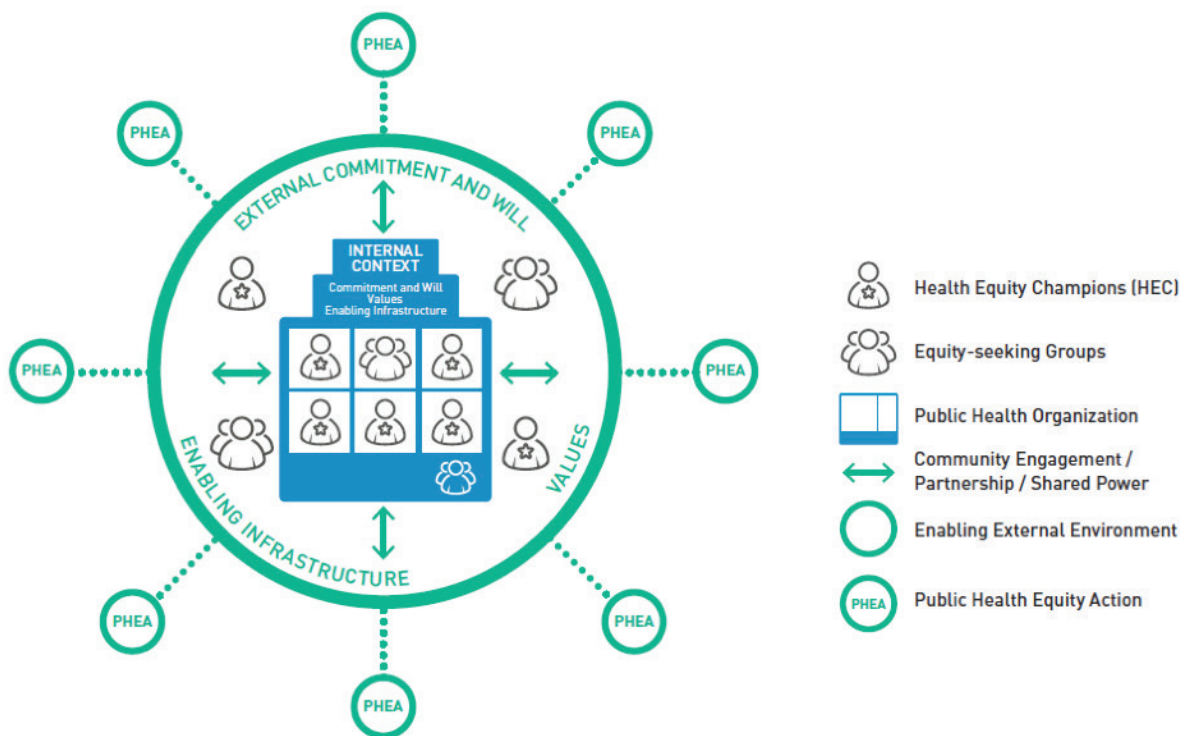 PHEA
PHEA
PHEA
EXTERNAL COMMITMENT AND WILL
INTERNAL
CONTEXT
Commitment and Will
Values
Enabling Infrastructure
PHEA
PHEA
ENABLING INFRASTRUCTURE
VALUES
PHEA
PHEA
PHEA
Health Equity Champions (HEC)
Equity-seeking Groups
Public Health Organization
Community Engagement /
Partnership / Shared Power
Enabling External Environment
PHEA
Public Health Equity Action